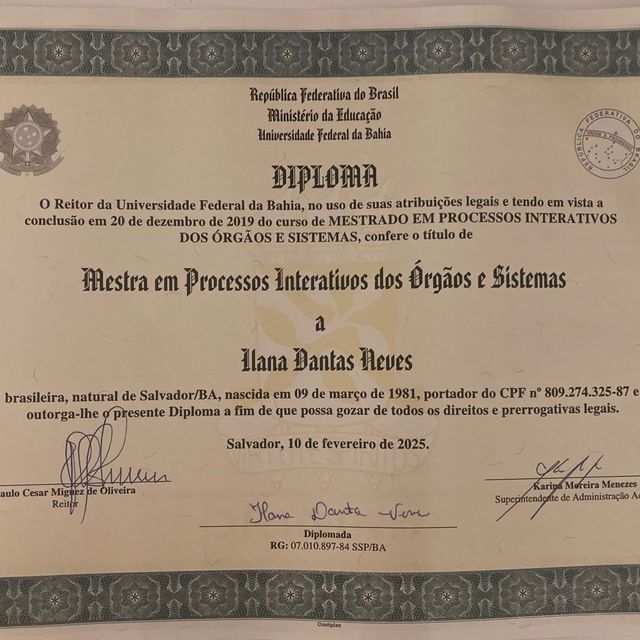 República Federativa do Brasil
Ministério da Educação
Universidade Federal da Bahia
REPÚBLICA FEDERATIVA DO BRASIL
DIPLOMA
O Reitor da Universidade Federal da Bahia, no uso de suas atribuições legais e tendo em vista a
conclusão em 20 de dezembro de 2019 do curso de MESTRADO EM PROCESSOS INTERATIVOS
DOS ÓRGÃOS E SISTEMAS, confere o título de
Mestra em Processos Interativos dos Órgãos e Sistemas
a
Ilana Dantas Neves
brasileira, natural de Salvador/BA, nascida em 09 de março de 1981, portador do CPF nº 809.274.325-87 e
outorga-lhe o presente Diploma a fim de que possa gozar de todos os direitos e prerrogativas legais.
Salvador, 10 de fevereiro de 2025.
aulo Cesar Miguez de Oliveira
Reitor
Karina Moreira Menezes
Superintendente de Administração Ac
Ilana Dantas Neves
Diplomada
RG: 07.010.897-84 SSP/BA